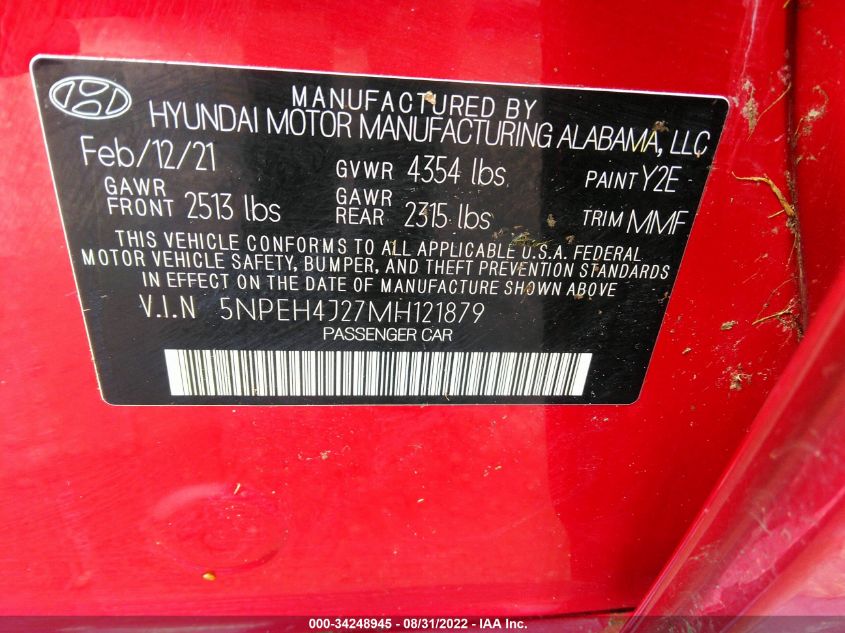 MANUFACTURED BY
HYUNDAI MOTOR MANUFACTURING ALABAMA, LLC
Feb/12/21 GVWR 4354 lbs PAINT Y2E
GAWR FRONT 2513 lbs GAWR REAR 2315 lbs TRIM MMF
THIS VEHICLE CONFORMS TO ALL APPLICABLE U.S.A. FEDERAL
MOTOR VEHICLE SAFETY, BUMPER, AND THEFT PREVENTION STANDARDS
IN EFFECT ON THE DATE OF MANUFACTURE SHOWN ABOVE
V.I.N 5NPEH4J27MH121879
PASSENGER CAR
000-34248945 - 08/31/2022 - IAA Inc.